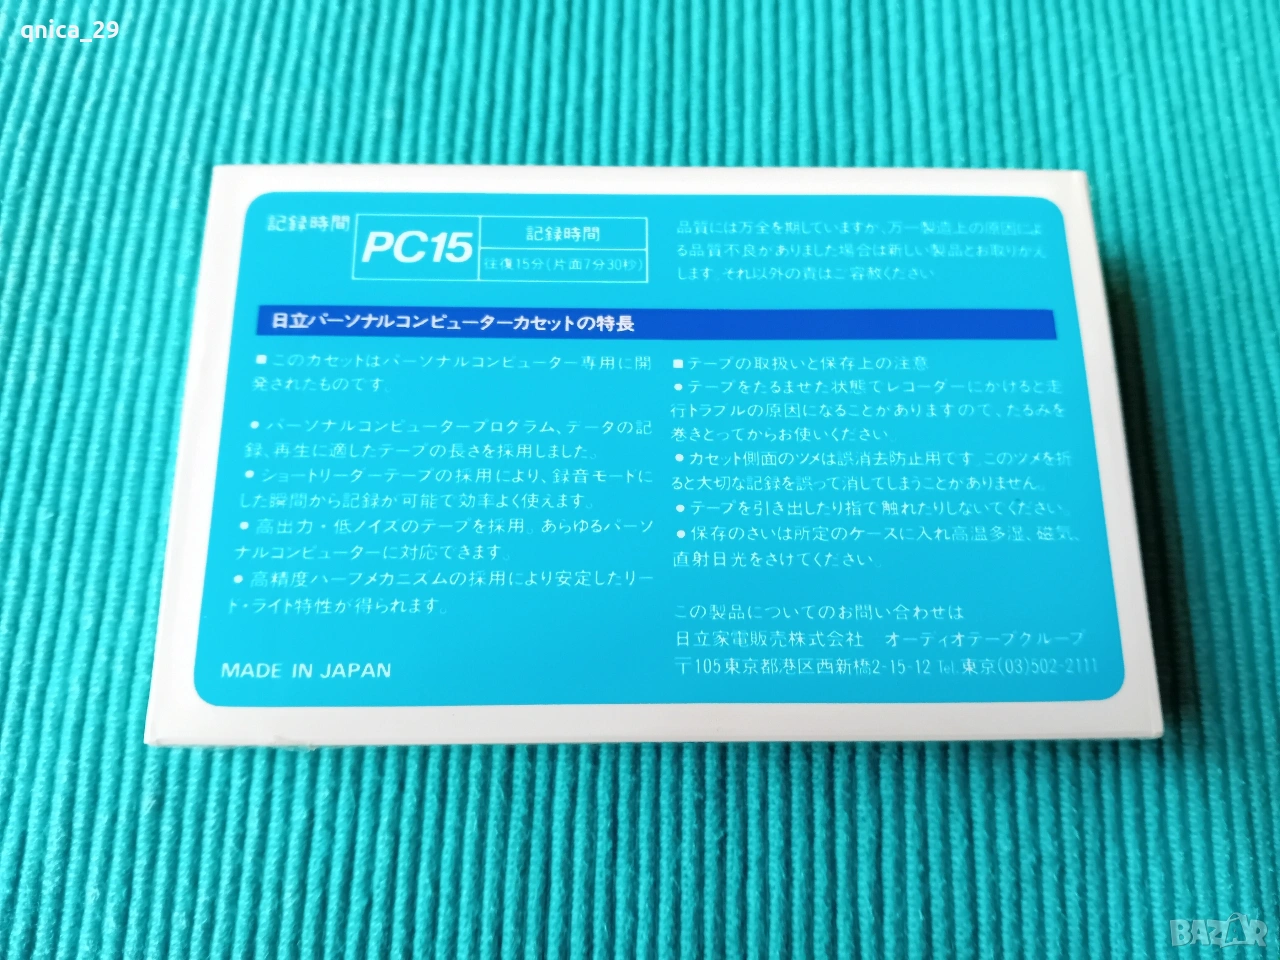 qnica_29
記録時間
PC15
記録時間
往復15分(片面7分30秒)
品質には万全を期していますが、万一製造上の原因によ
る品質不良がありました場合は新しい製品とお取りかえ
します。それ以外の責はご容赦ください
日立パーソナルコンピューターカセットの特長
■このカセットはパーソナルコンピューター専用に開
発されたものです。
●パーソナルコンピュータープログラム、データの記
録、再生に適したテープの長さを採用しました。
●ショートリーダーテープの採用により、録音モードに
した瞬間から記録が可能で効率よく使えます。
●高出力・低ノイズのテープを採用。あらゆるパーソ
ナルコンピューターに対応できます。
●高精度ハーフメカニズムの採用により安定したリー
ド・ライト特性が得られます。
MADE IN JAPAN
■テープの取扱いと保存上の注意
●テープをたるませた状態でレコーダーにかけると走
行トラブルの原因になることがありますので、たるみを
巻きとってからお使いください
●カセット側面のツメは誤消去防止用です。このツメを折
ると大切な記録を誤って消してしまうことがありません。
●テープを引き出したり指で触れたりしないでください。
●保存のさいは所定のケースに入れ高温多湿、磁気、
直射日光をさけてください。
この製品についてのお問い合わせは
日立家電販売株式会社 オーディオテープグループ
〒105東京都港区西新橋2-15-12 Tel.東京(03)502-2111
BAZAR